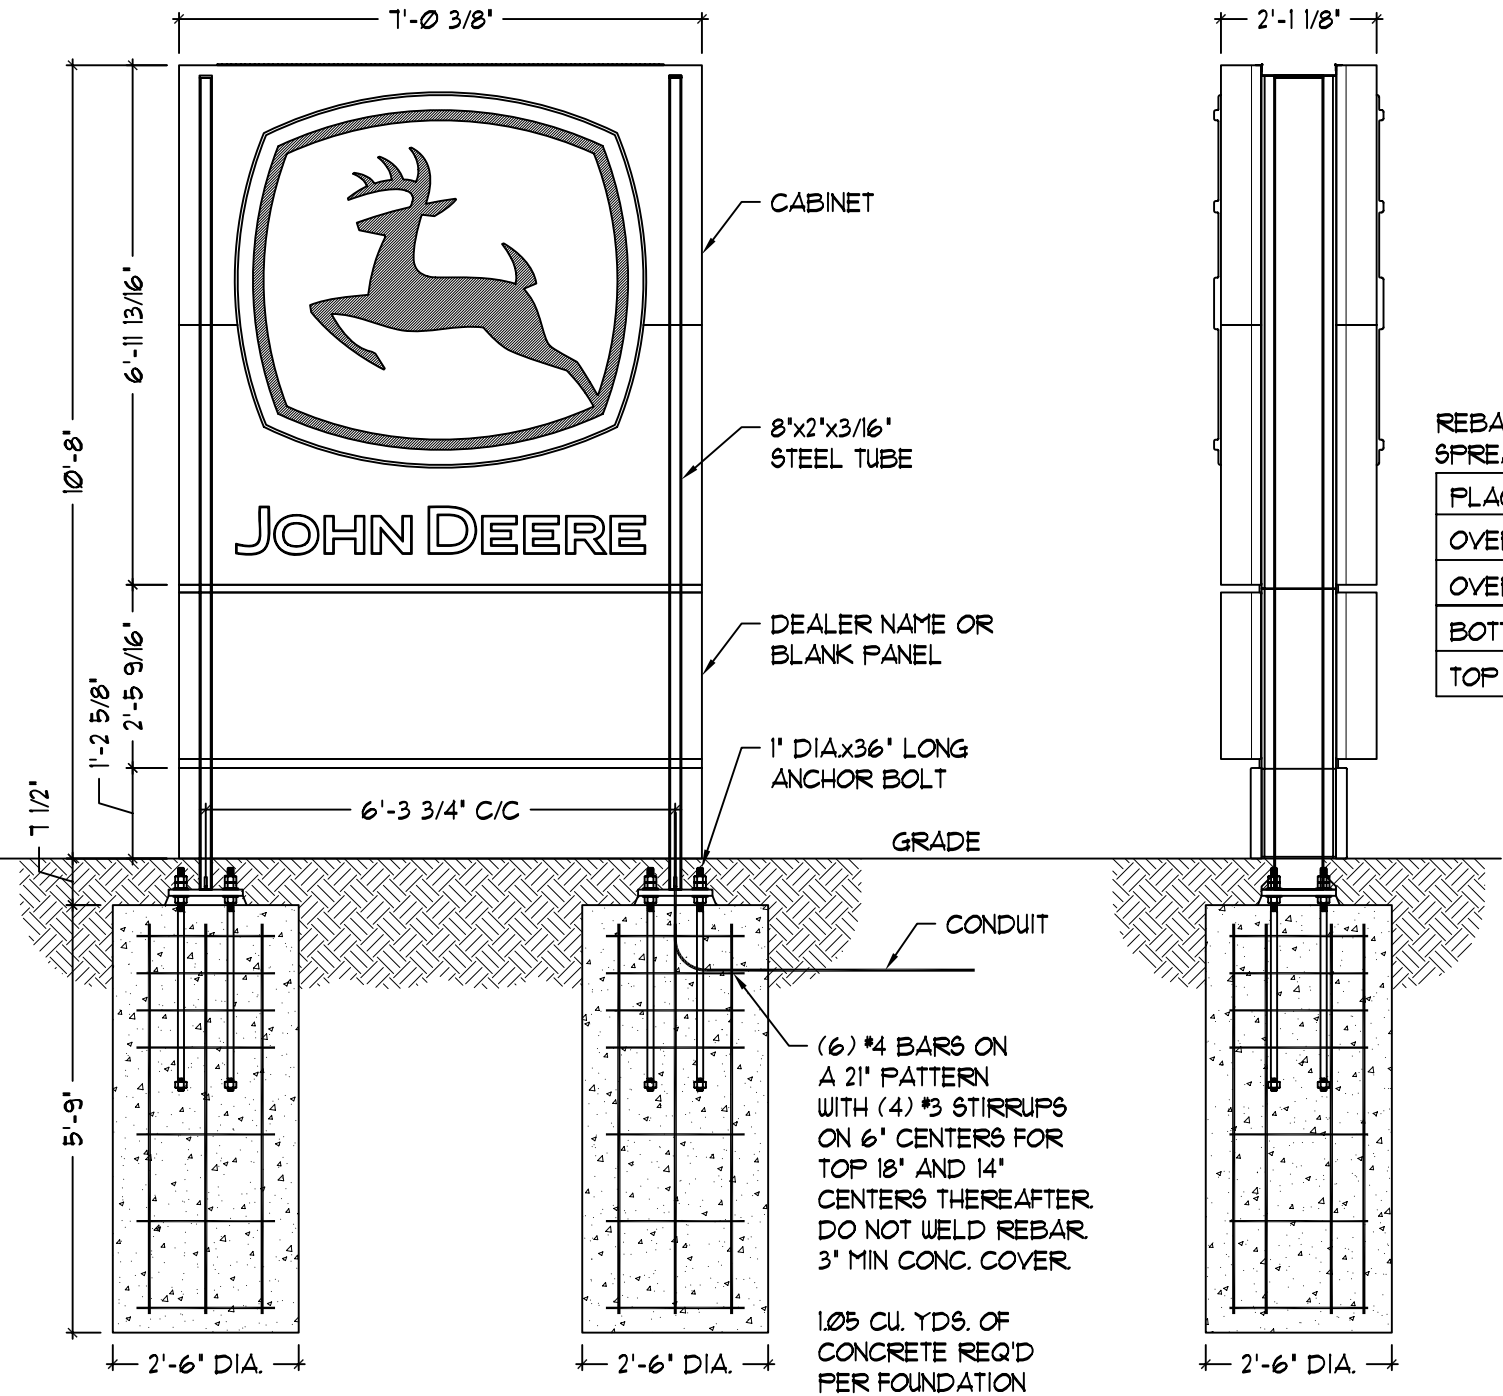 7'-0 3/8"
2'-1 1/8"
CABINET
6'-11 13/16"
10'-8"
8"x2"x3/16"
STEEL TUBE
JOHN DEERE
DEALER NAME OR
BLANK PANEL
2'-5 9/16"
1'-2 5/8"
7 1/2"
1" DIA.x36" LONG
ANCHOR BOLT
6'-3 3/4" C/C
GRADE
CONDUIT
(6) #4 BARS ON
A 21" PATTERN
WITH (4) #3 STIRRUPS
ON 6" CENTERS FOR
TOP 18" AND 14"
CENTERS THEREAFTER.
DO NOT WELD REBAR.
3" MIN CONC. COVER.
1.05 CU. YDS. OF
CONCRETE REQ'D
PER FOUNDATION
5'-9"
2'-6" DIA.
2'-6" DIA.
2'-6" DIA.
TOP